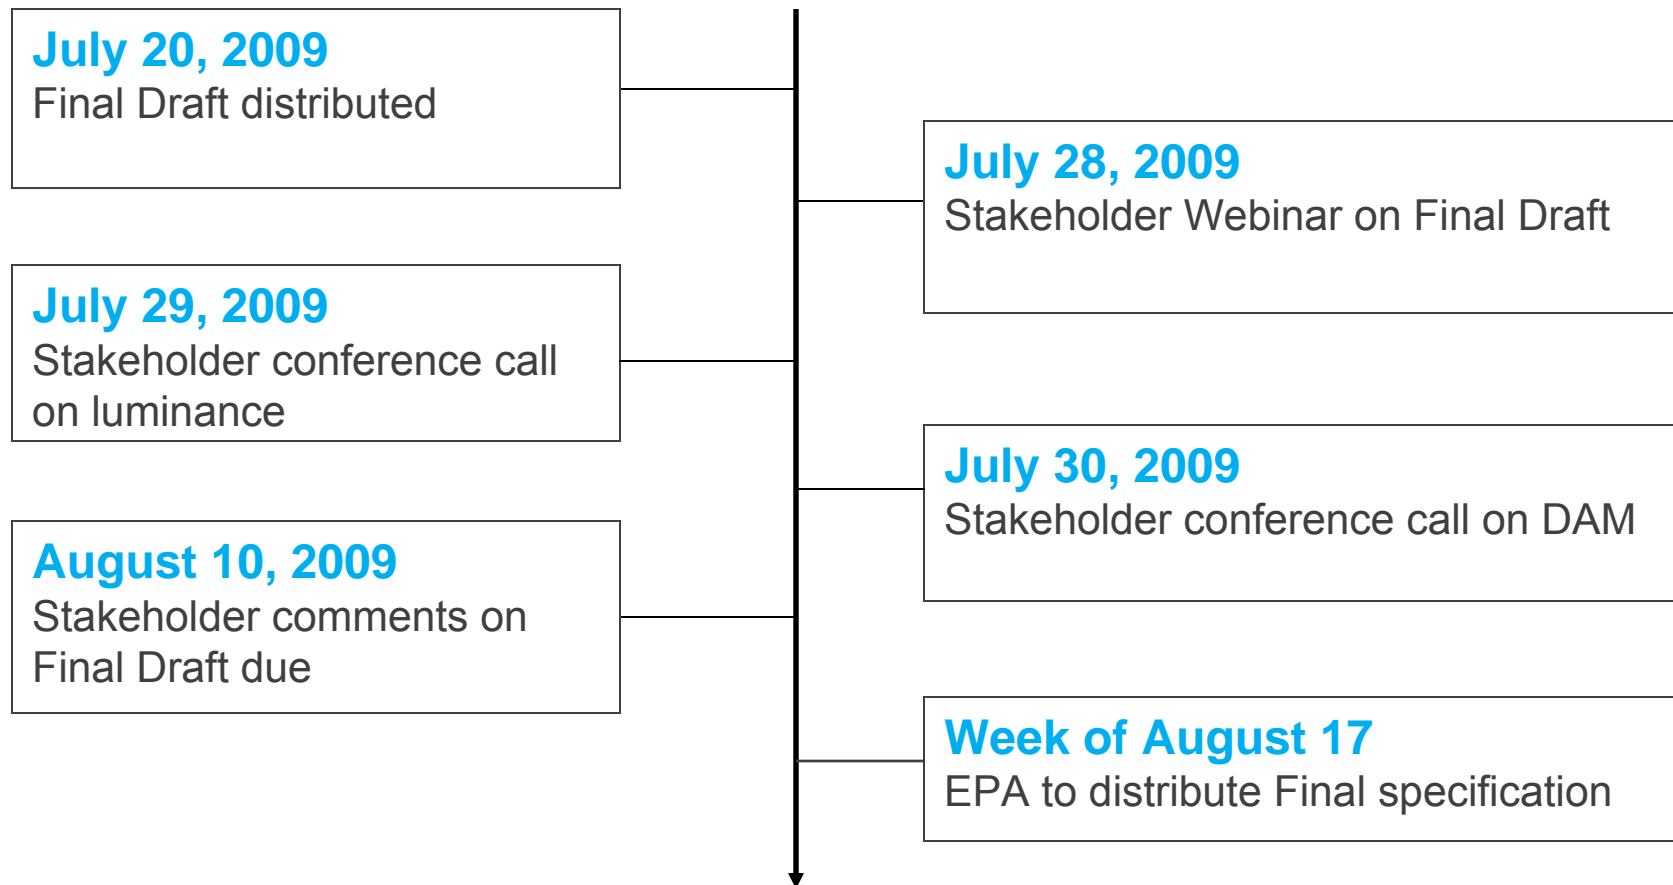 July 20, 2009
Final Draft distributed
July 28, 2009
Stakeholder Webinar on Final Draft
July 29, 2009
Stakeholder conference call
on luminance
July 30, 2009
Stakeholder conference call on DAM
August 10, 2009
Stakeholder comments on
Final Draft due
Week of August 17
EPA to distribute Final specification